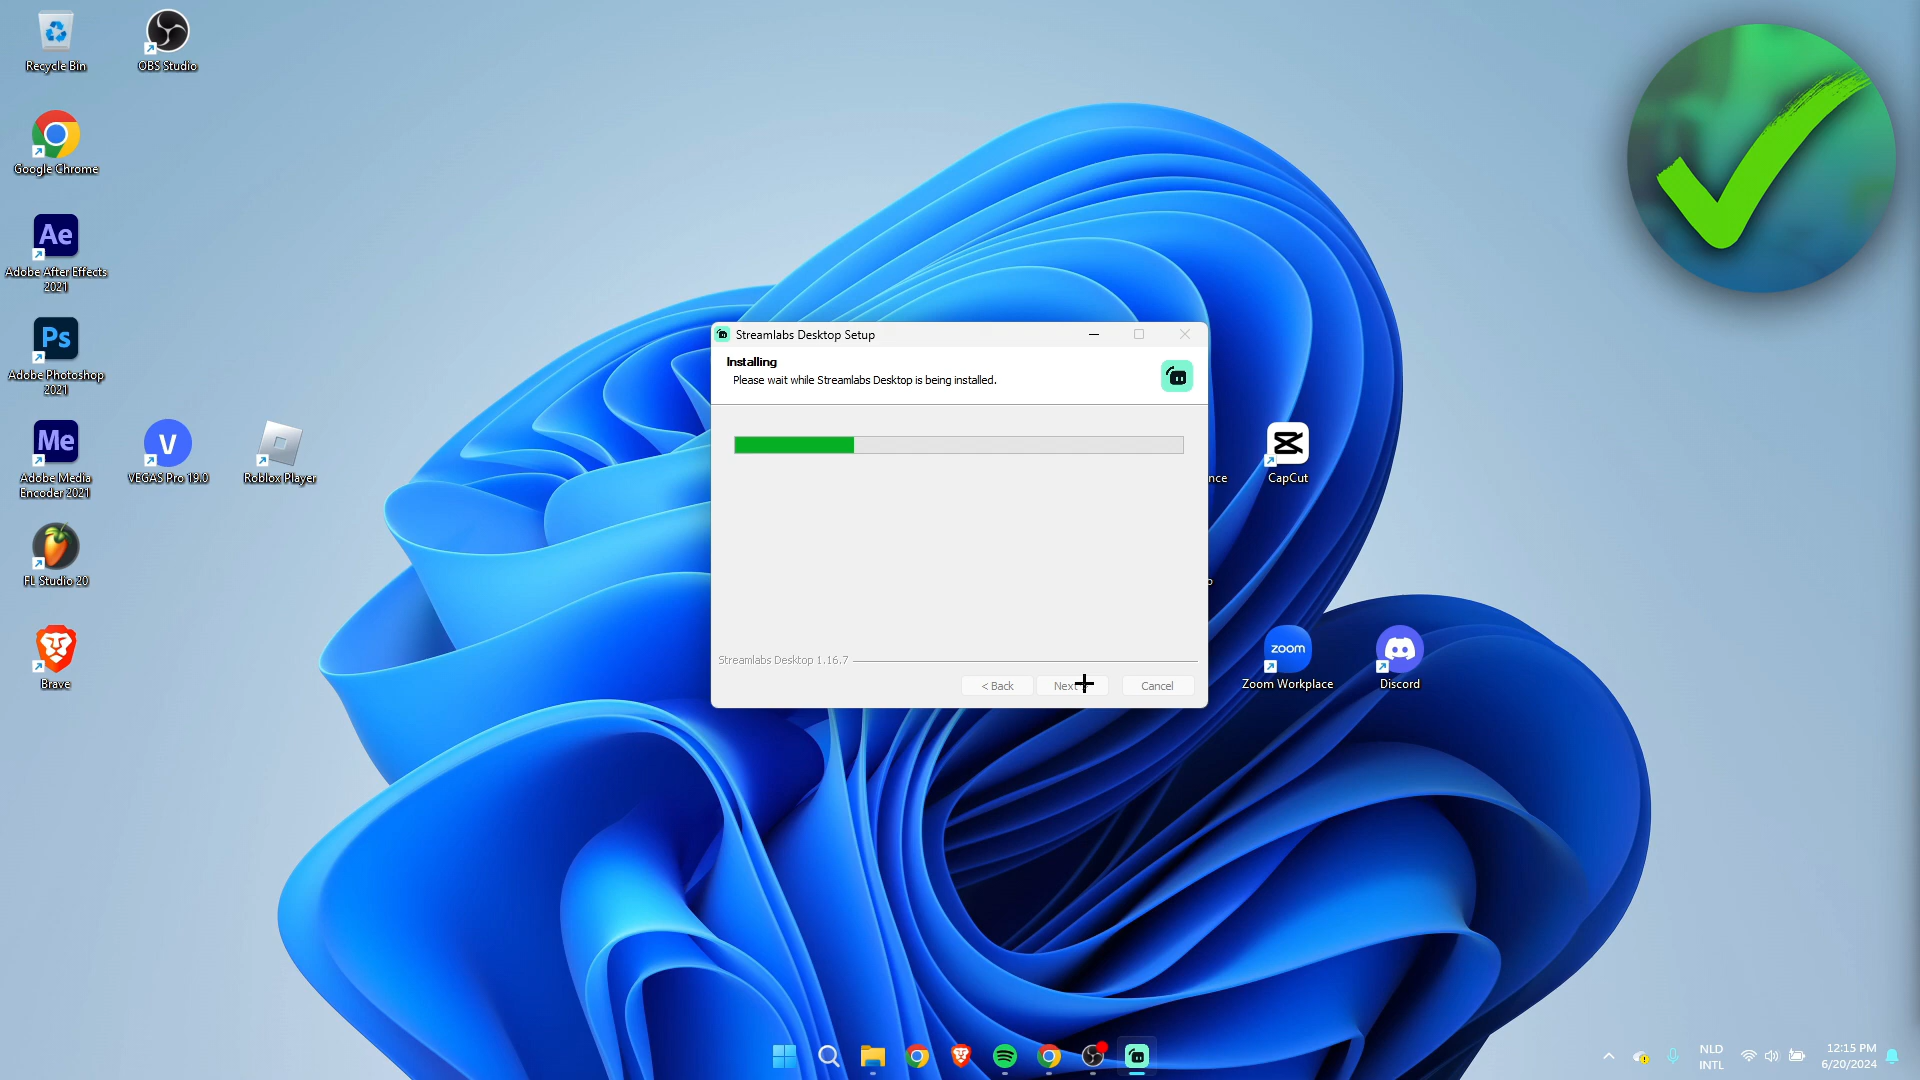 Recycle Bin
OBS Studio
Google Chrome
Ae
Adobe After Effects
2021
Ps
Adobe Photoshop
2021
Me
Adobe Media
Encoder 2021
V
VEGAS Pro 19.0
Roblox Player
FL Studio 20
Brave
Streamlabs Desktop Setup
Installing
Please wait while Streamlabs Desktop is being installed.
Streamlabs Desktop 1.16.7
< Back
Next
Cancel
nce
CapCut
zoom
Zoom Workplace
Discord
NLD
INTL
12:15 PM
6/20/2024